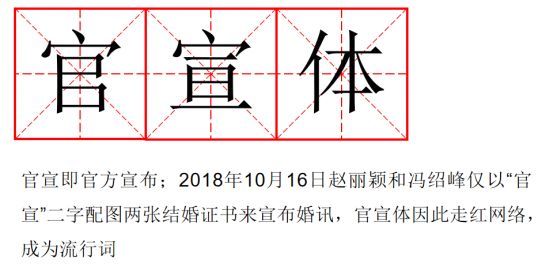 官宣体
官宣即官方宣布；2018年10月16日赵丽颖和冯绍峰仅以“官
宣”二字配图两张结婚证书来宣布婚讯，官宣体因此走红网络，
成为流行词